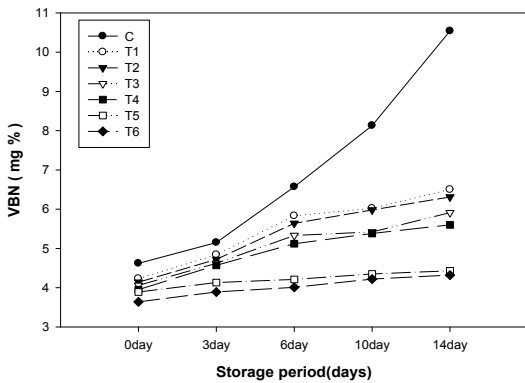 11
10
9
8
7
6
5
4
3
VBN ( mg % )
C
T1
T2
T3
T4
T5
T6
0day 3day 6day 10day 14day
Storage period(days)